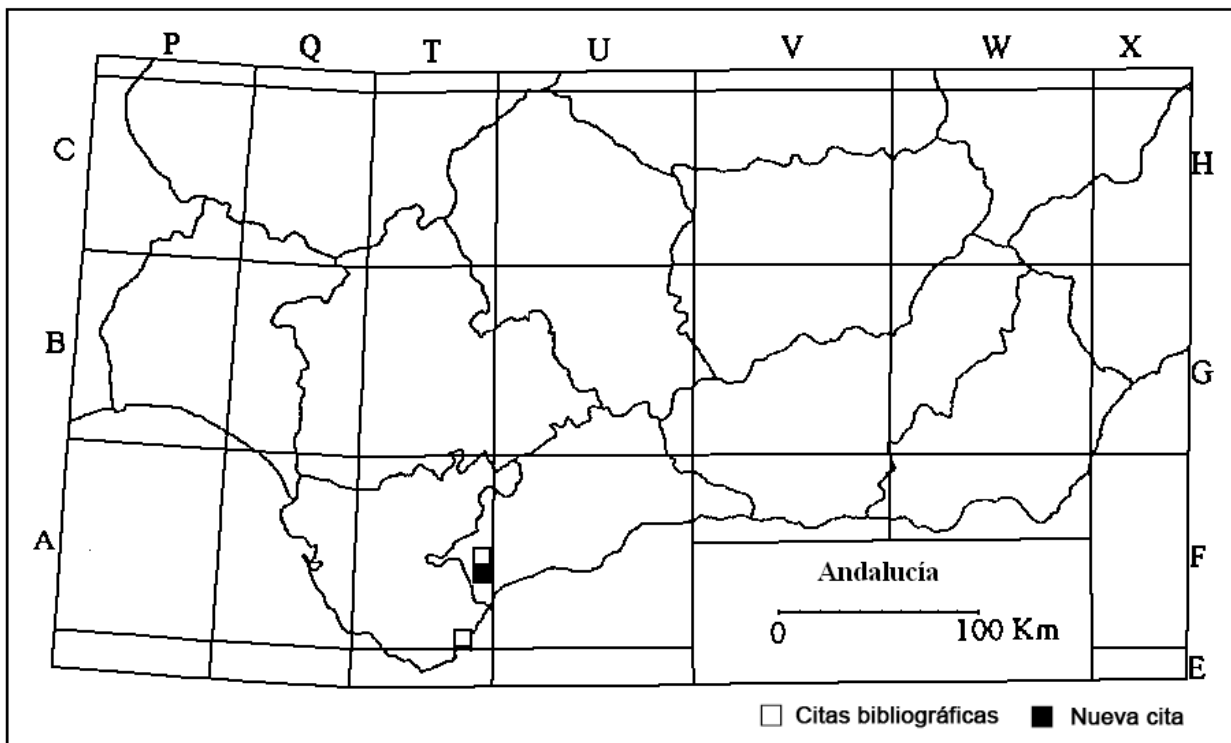 P Q T U V W X
C H
B G
A F
Andalucía
0 100 Km
E
Citas bibliográficas Nueva cita